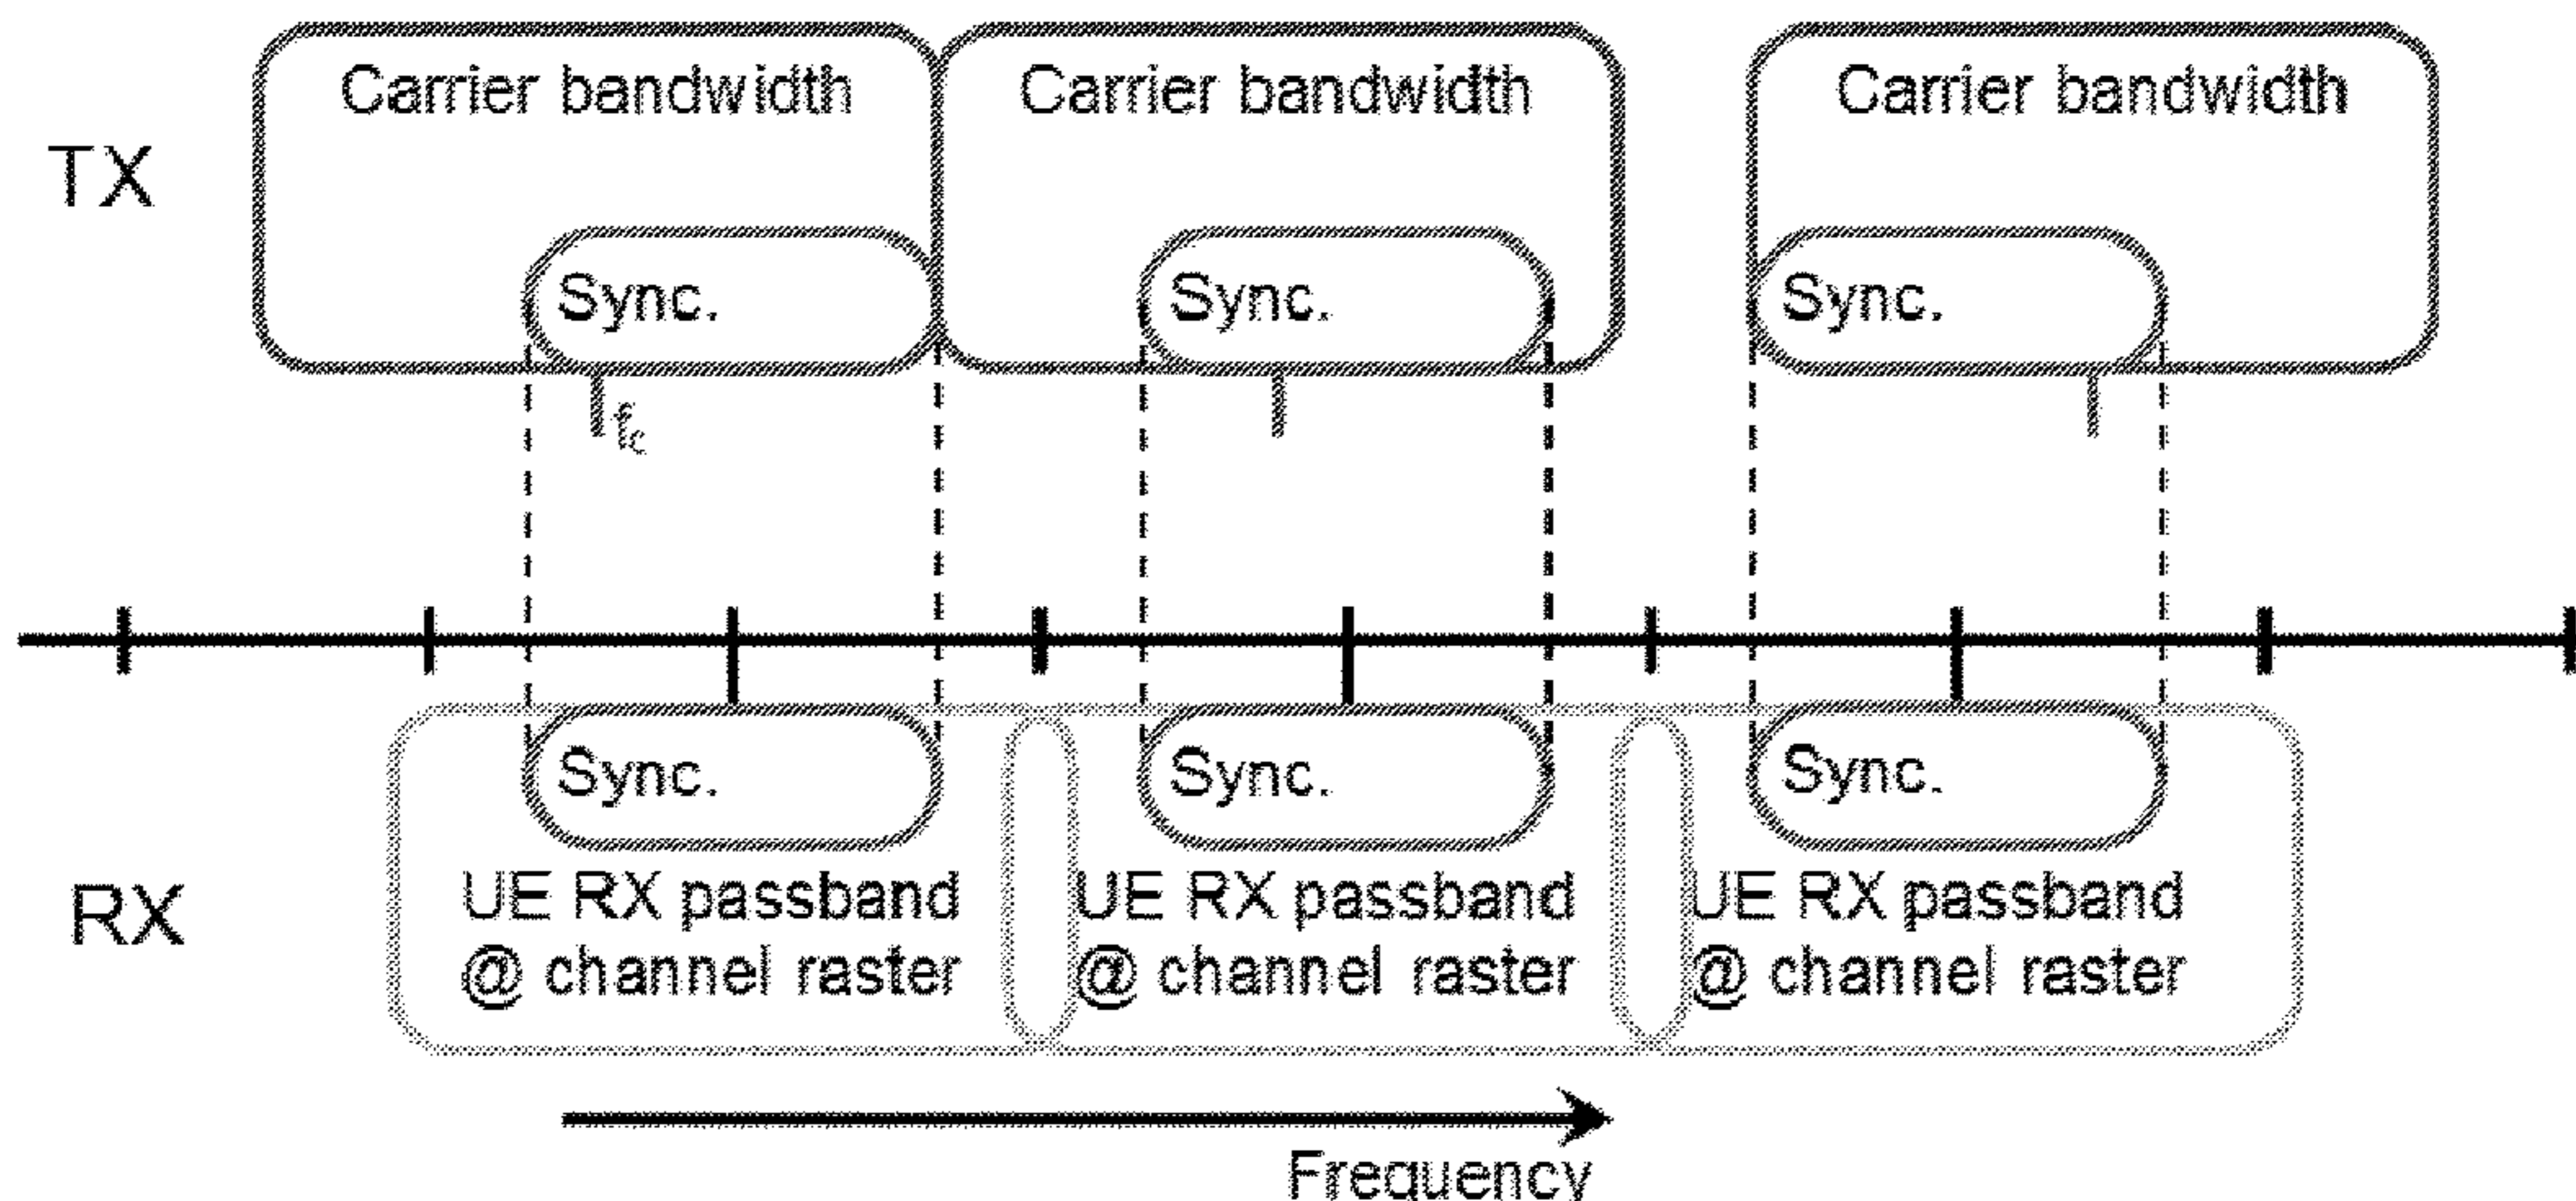 Carrier bandwidth Carrier bandwidth Carrier bandwidth
TX
Sync. Sync. Sync.
fc
Sync. Sync. Sync.
RX
UE RX passband UE RX passband UE RX passband
@ channel raster @ channel raster @ channel raster
Frequency